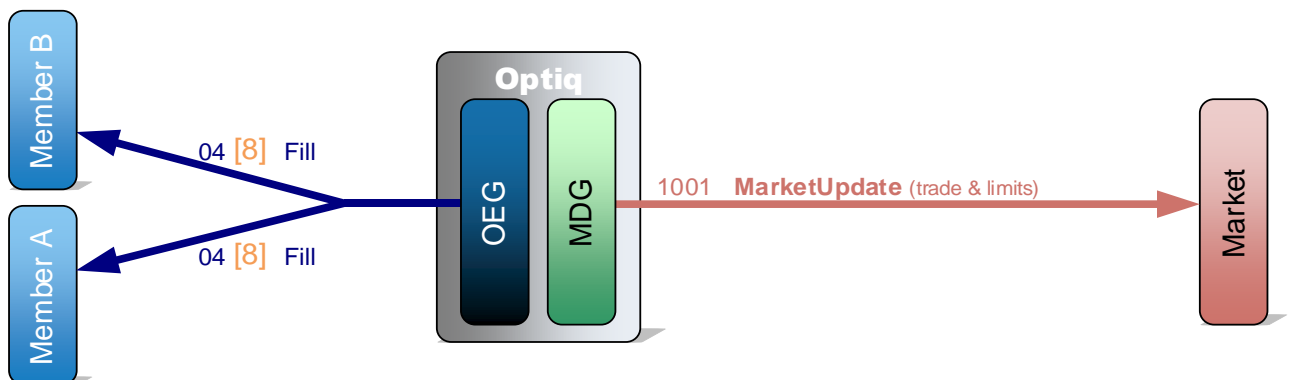 Member B
Optiq
04 [8] Fill
OEG
MDG
1001 MarketUpdate (trade & limits)
Market
Member A
04 [8] Fill